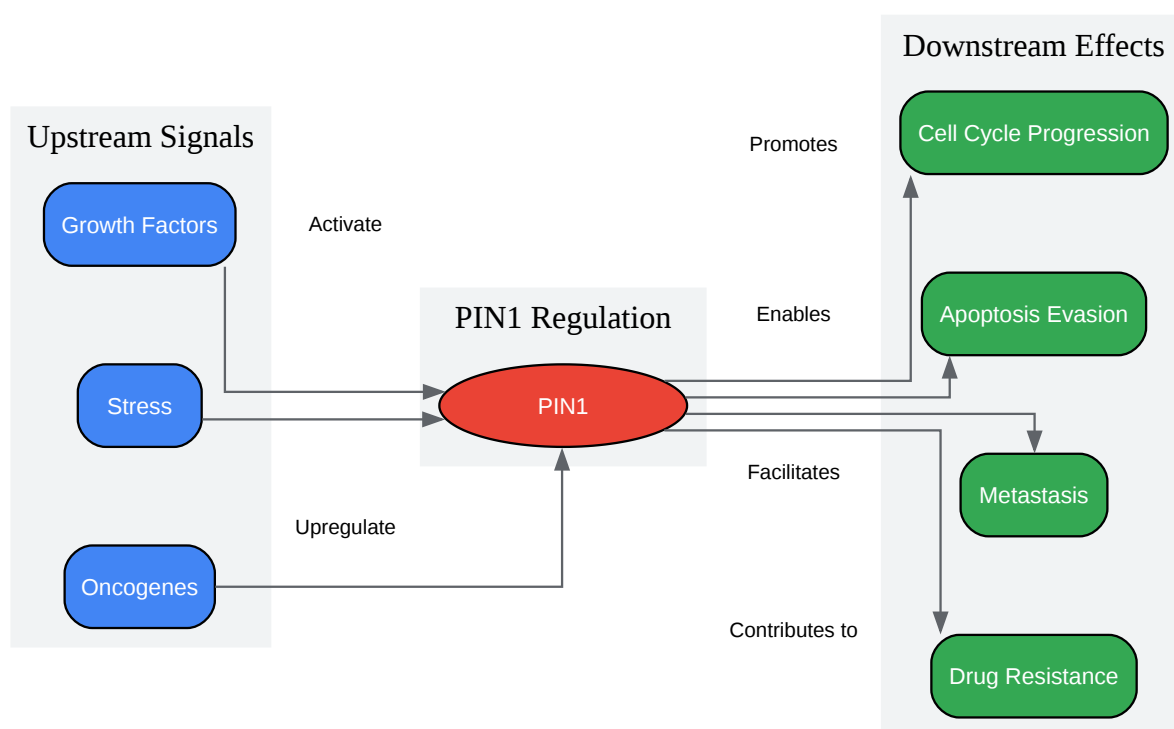 Upstream Signals
Growth Factors
Stress
Oncogenes
Activate
Upregulate
PIN1 Regulation
PIN1
Promotes
Enables
Facilitates
Contributes to
Downstream Effects
Cell Cycle Progression
Apoptosis Evasion
Metastasis
Drug Resistance